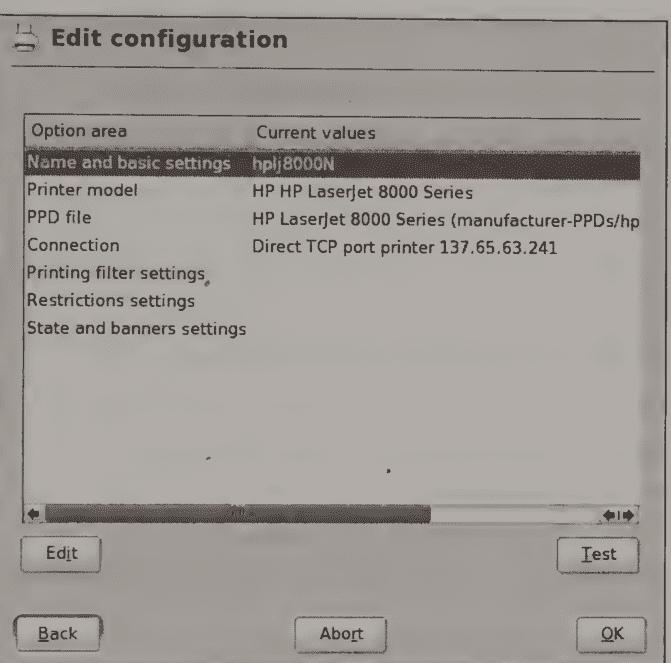 Edit configuration
Option area Current values
Name and basic settings hplj8000N
Printer model HP HP LaserJet 8000 Series
PPD file HP LaserJet 8000 Series (manufacturer-PPDs/hp
Connection Direct TCP port printer 137.65.63.241
Printing filter settings
Restrictions settings
State and banners settings
Edit Test
Back Abort OK